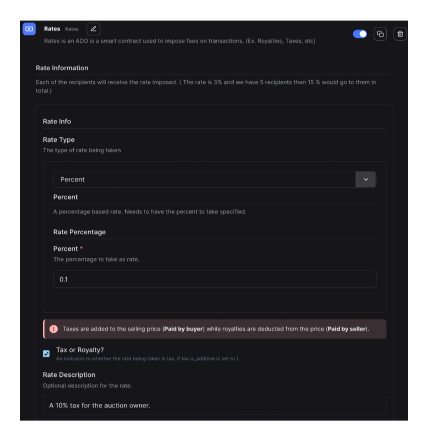 Rates Rates
Rates is an ADO is a smart contract used to impose fees on transactions. (Ex. Royalties, Taxes, etc)
Rate Information
Each of the recipients will receive the rate imposed. ( The rate is 3% and we have 5 recipients then 15 % would go to them in
total.)
Rate Info
Rate Type
The type of rate being taken
Percent
Percent
A percentage based rate. Needs to have the percent to take specified.
Rate Percentage
Percent *
The percentage to take as rate.
0.1
Taxes are added to the selling price (Paid by buyer) while royalties are deducted from the price (Paid by seller).
Tax or Royalty?
An indicator to whether the rate being taken is tax. If tax is_additive is set to 1.
Rate Description
Optional description for the rate.
A 10% tax for the auction owner.